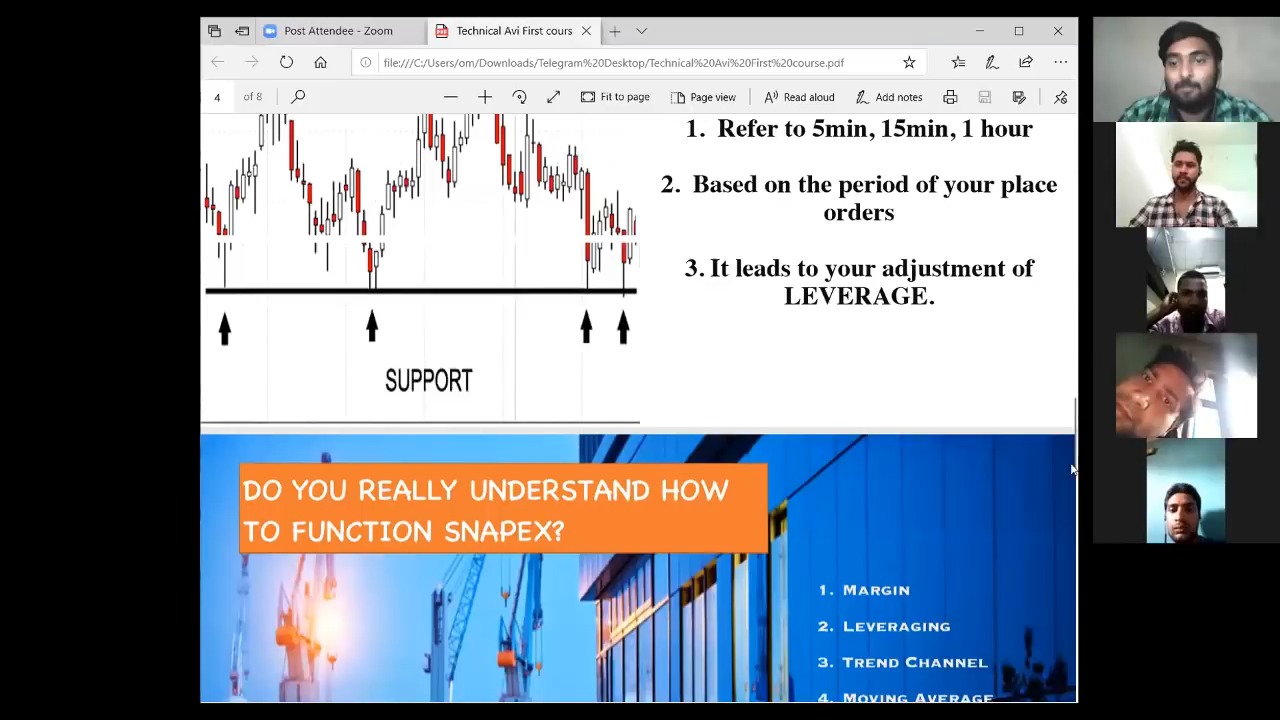 Post Attendee - Zoom
Technical Avi First cours
file:///C:/Users/om/Downloads/Telegram%20Desktop/Technical%20Avi%20First%20course.pdf
4 of 8
Fit to page
Page view
Read aloud
Add notes
1. Refer to 5min, 15min, 1 hour
2. Based on the period of your place
orders
3. It leads to your adjustment of
LEVERAGE.
SUPPORT
DO YOU REALLY UNDERSTAND HOW
TO FUNCTION SNAPEX?
1. MARGIN
2. LEVERAGING
3. TREND CHANNEL
4. MOVING AVERAGE